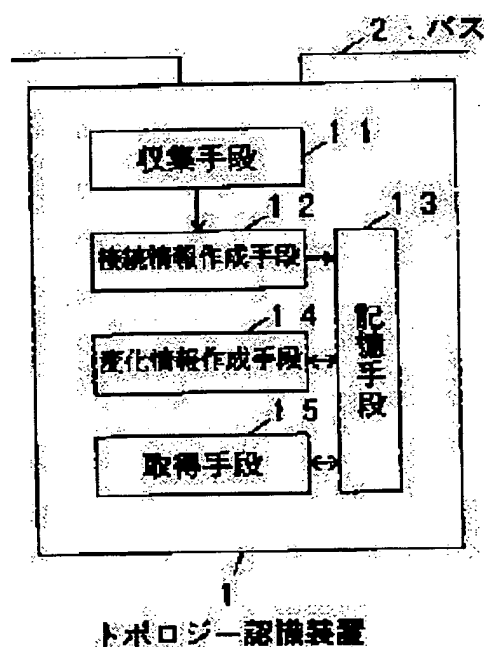 2：バス
11
収集手段
12
13
接続情報作成手段
記憶手段
14
変化情報作成手段
15
取得手段
1
トポロジー認識装置